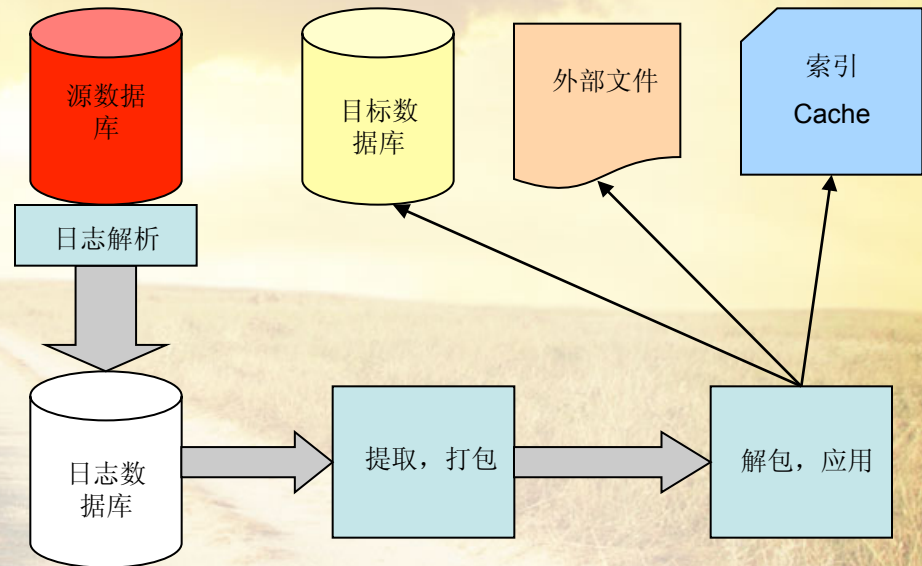 源数据
库
目标数
据库
外部文件
索引
Cache
日志解析
日志数
据库
提取，打包
解包，应用